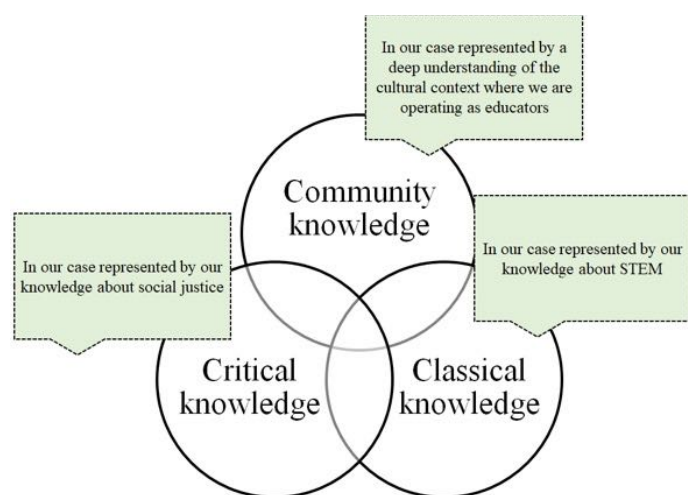 In our case represented by a
deep understanding of the
cultural context where we are
operating as educators
Community
knowledge
In our case represented by our
knowledge about social justice
In our case represented by our
knowledge about STEM
Critical
knowledge
Classical
knowledge